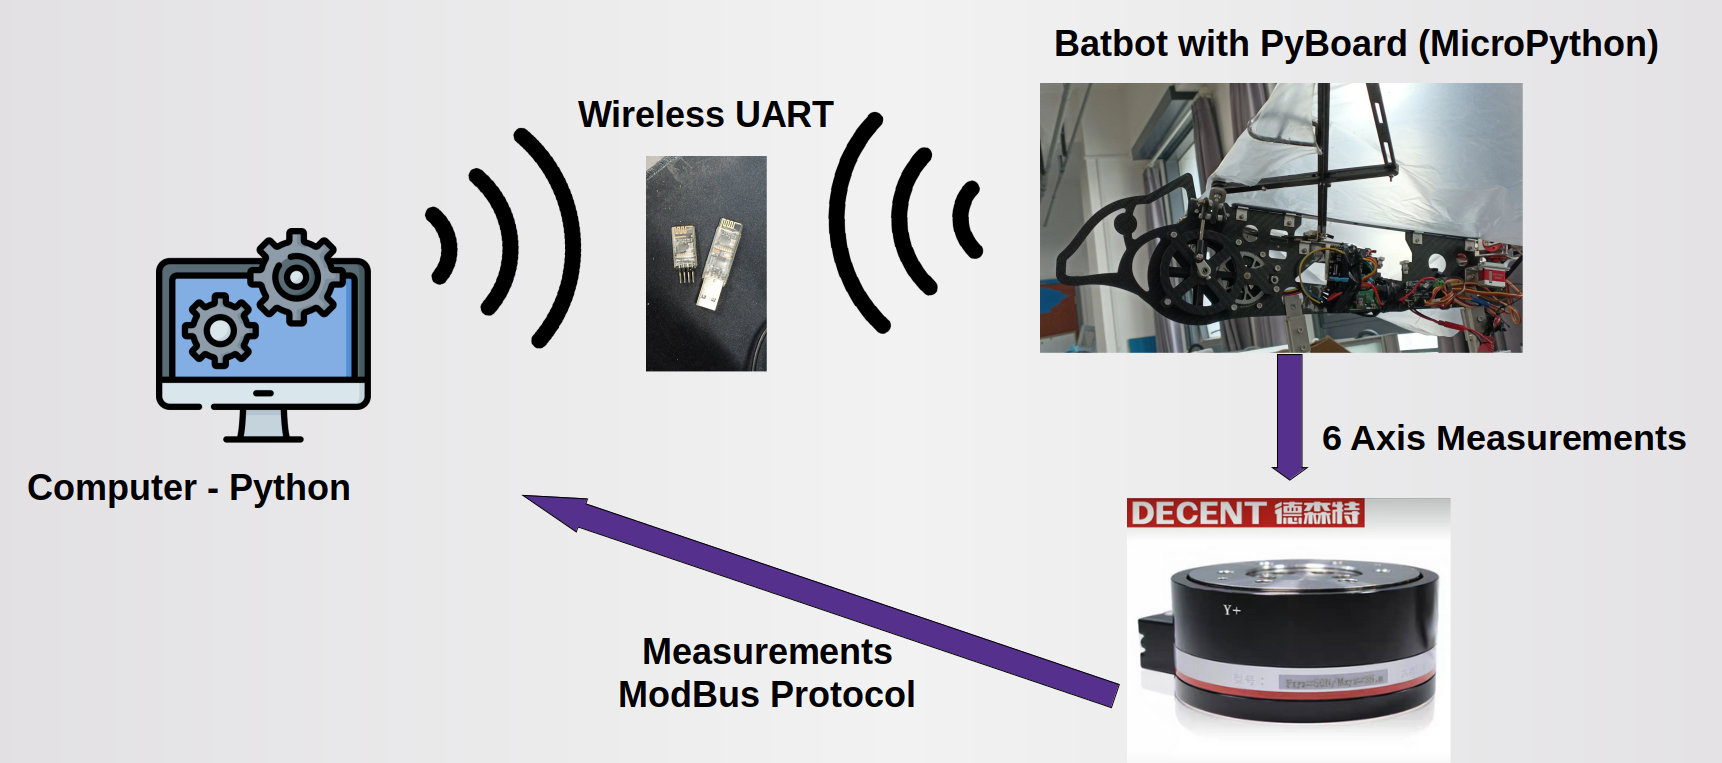 Batbot with PyBoard (MicroPython)
Wireless UART
Computer - Python
6 Axis Measurements
DECENT 德森特
Y+
Measurements
ModBus Protocol